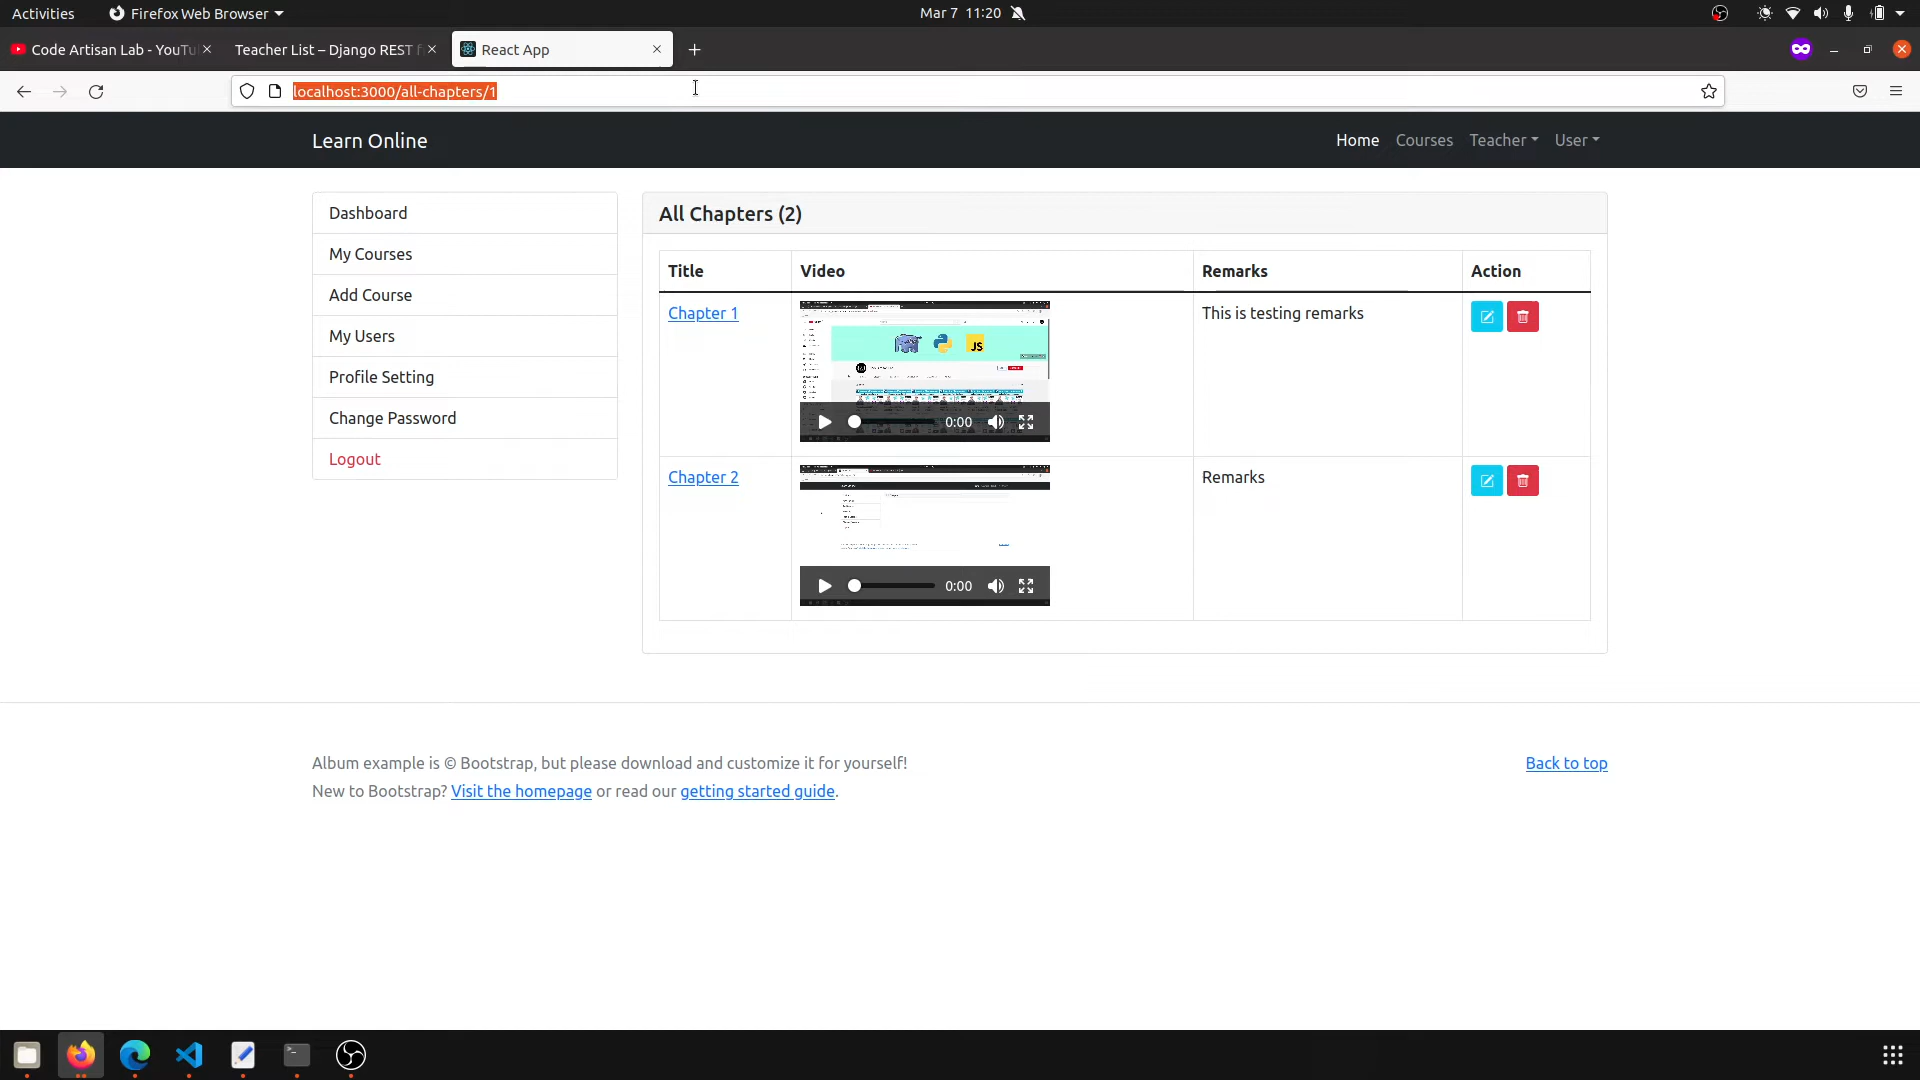 Activities
Firefox Web Browser
Mar 7 11:20
Code Artisan Lab - YouTu
Teacher List – Django REST f
React App
localhost:3000/all-chapters/1
Learn Online
Home Courses Teacher User
Dashboard
My Courses
Add Course
My Users
Profile Setting
Change Password
Logout
All Chapters (2)
Title Video Remarks Action
Chapter 1
JS
0:00
This is testing remarks
Chapter 2
0:00
Remarks
Album example is © Bootstrap, but please download and customize it for yourself!
New to Bootstrap? Visit the homepage or read our getting started guide.
Back to top